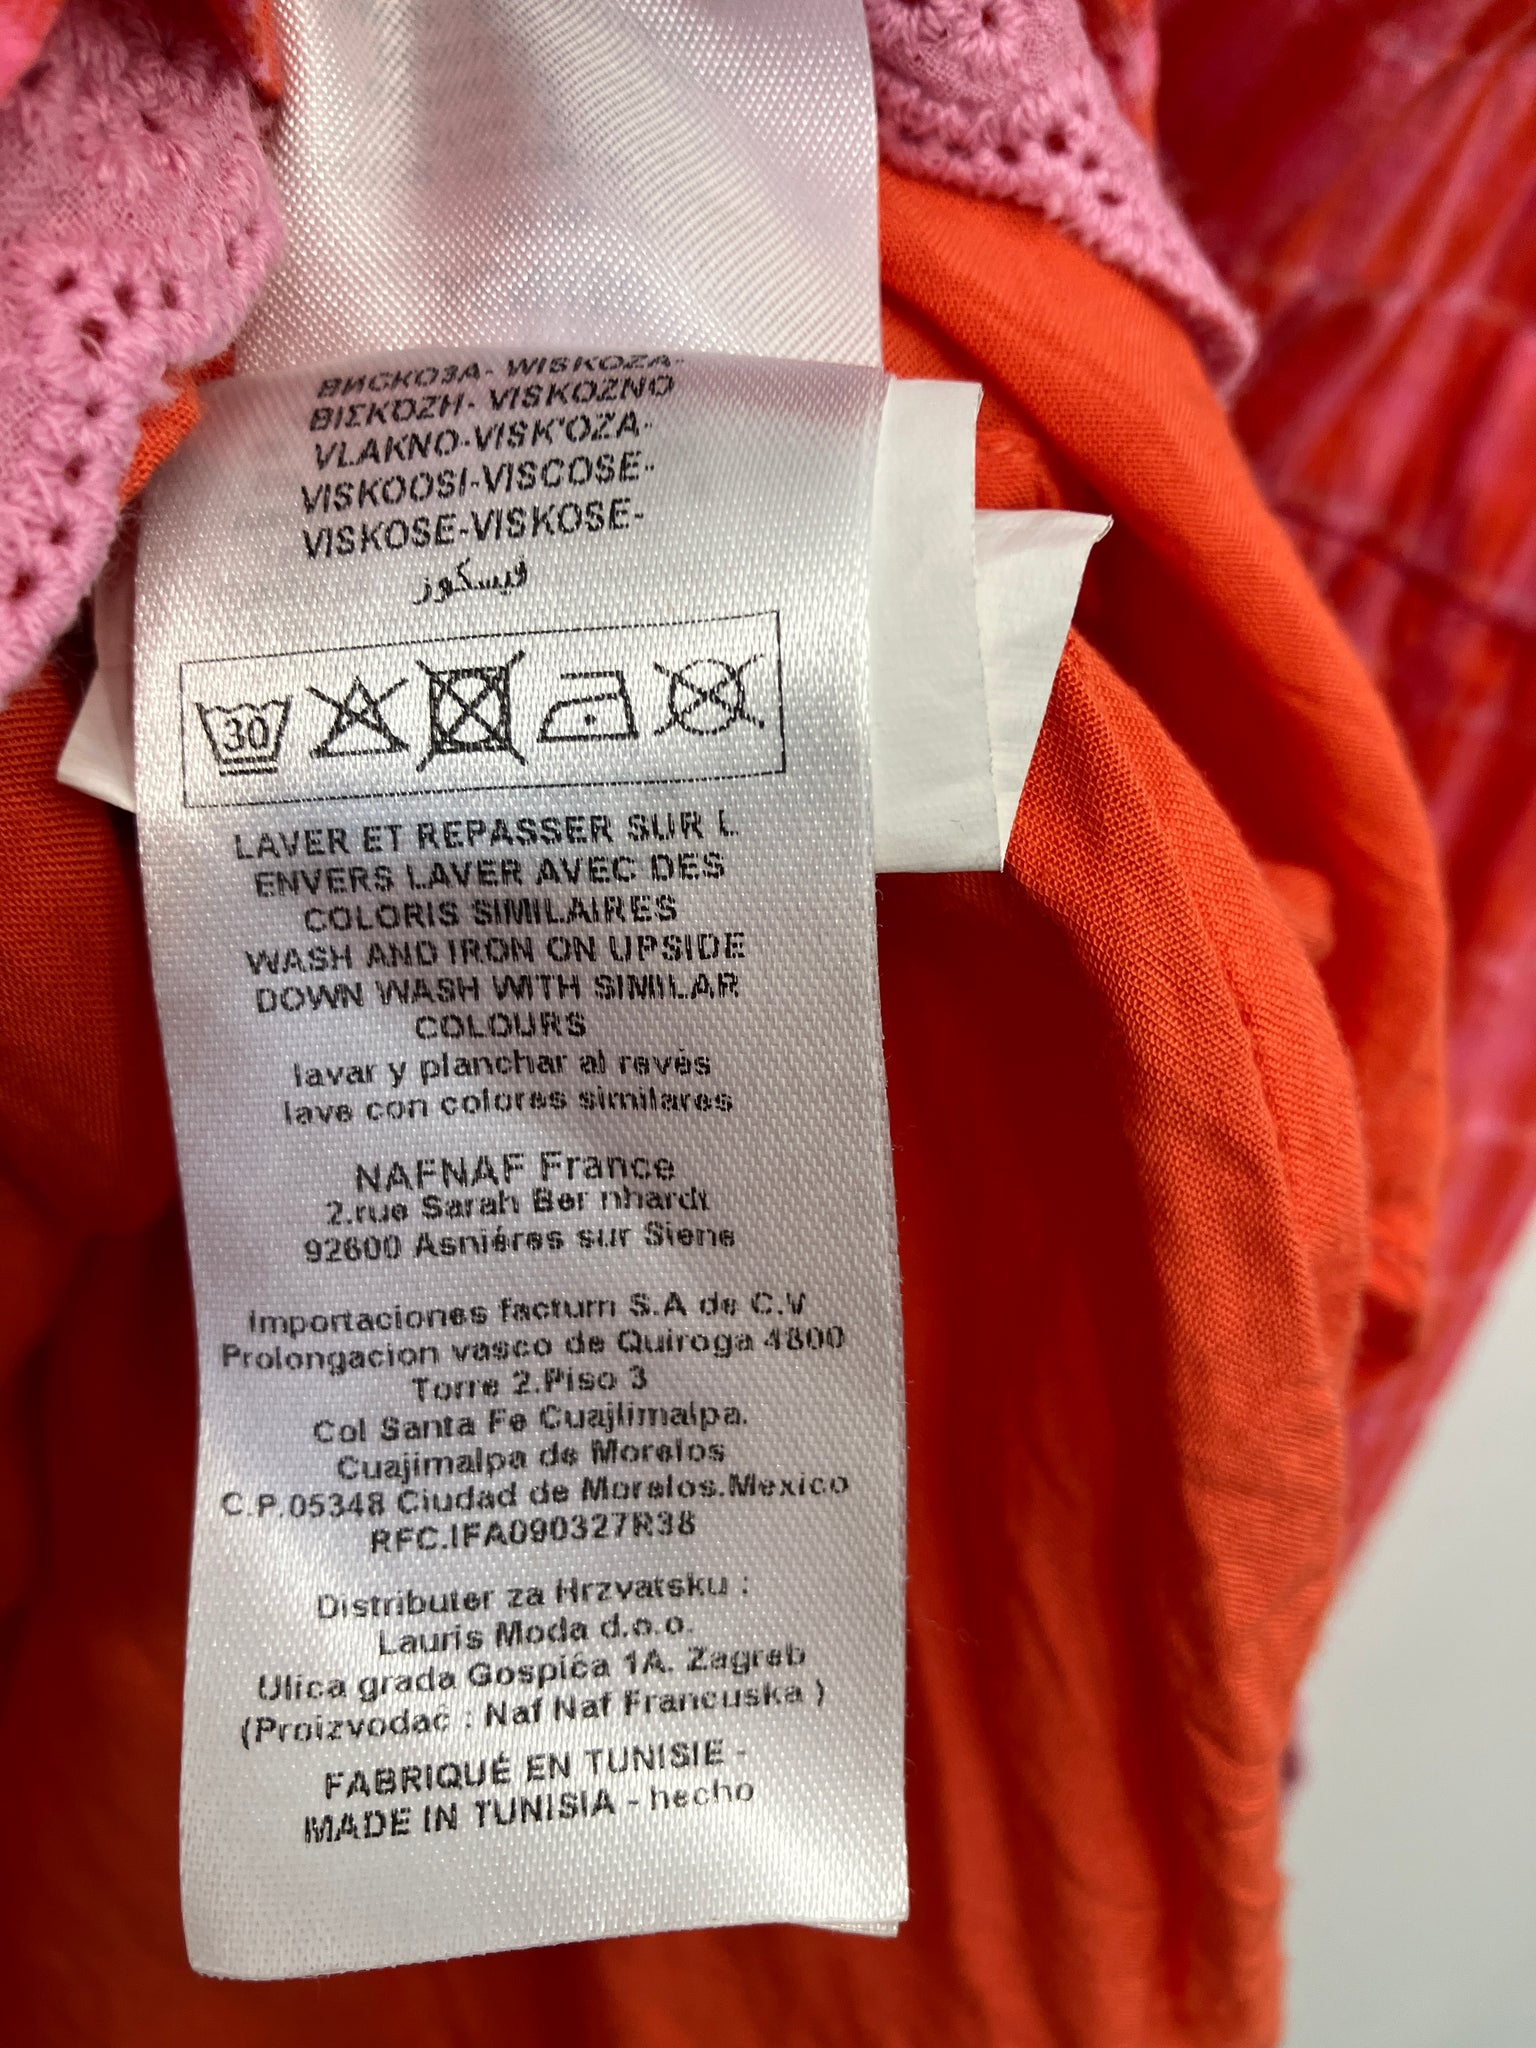 ВИСКОЗА- WISKOZA-
ΒΙΣΚΌΖΗ- VISKOZNO
VLAKNO-VISK'OZA-
VISKOOSI-VISCOSE-
VISKOSE-VISKOSE-
فيسكوز
30
LAVER ET REPASSER SUR L
ENVERS LAVER AVEC DES
COLORIS SIMILAIRES
WASH AND IRON ON UPSIDE
DOWN WASH WITH SIMILAR
COLOURS
lavar y planchar al revés
lave con colores similares
NAFNAF France
2.rue Sarah Ber nhardt
92600 Asniéres sur Siene
Importaciones factum S.A de C.V
Prolongacion vasco de Quiroga 4800
Torre 2.Piso 3
Col Santa Fe Cuajlimalpa.
Cuajimalpa de Morelos
C.P.05348 Ciudad de Morelos.Mexico
RFC.IFA090327R38
Distributer za Hrzvatsku :
Lauris Moda d.o.o.
Ulica grada Gospića 1A. Zagreb
(Proizvodać : Naf Naf Francuska )
FABRIQUÉ EN TUNISIE -
MADE IN TUNISIA - hecho